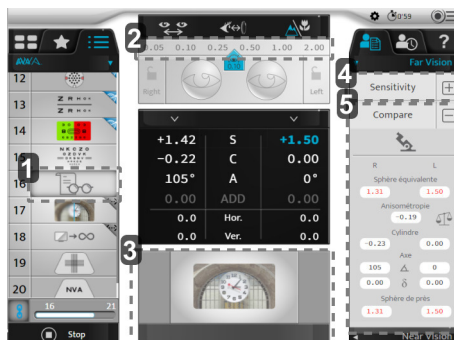 0'59
AVA
12
13
Z R H E C
14
15
N K C Z O
16
17
18
→∞
19
20
NVA
16
21
Stop
1
2
0.05 0.10 0.25 0.50 1.00 2.00
0.10
Right
Left
+1.42 S +1.50
−0.22 C 0.00
105° A 0°
0.00 ADD 0.00
0.0 Hor. 0.0
0.0 Ver. 0.0
3
?
Far Vision
4
Sensitivity
5
Compare
R L
Sphère équivalente
1.31 1.50
Anisométropie
−0.19
Cylindre
−0.23 0.00
Axe
105 0
0.00 δ 0.00
Sphère de près
1.31 1.50
Near Vision